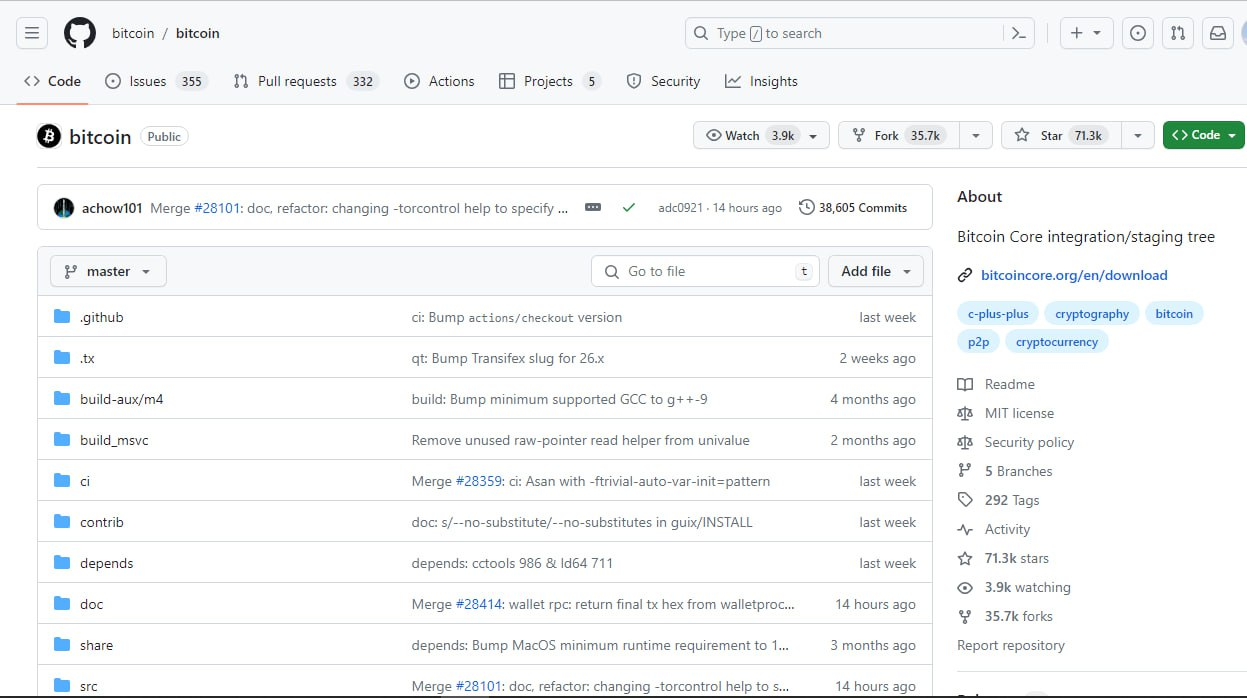 bitcoin / bitcoin
Type / to search
Code Issues 355 Pull requests 332 Actions Projects 5 Security Insights
bitcoin Public
Watch 3.9k Fork 35.7k Star 71.3k <> Code
achow101 Merge #28101: doc, refactor: changing -torcontrol help to specify ... adc0921 · 14 hours ago 38,605 Commits
master Go to file t Add file
.github ci: Bump actions/checkout version last week
.tx qt: Bump Transifex slug for 26.x 2 weeks ago
build-aux/m4 build: Bump minimum supported GCC to g++-9 4 months ago
build_msvc Remove unused raw-pointer read helper from univalue 2 months ago
ci Merge #28359: ci: Asan with -ftrivial-auto-var-init=pattern last week
contrib doc: s/--no-substitute/--no-substitutes in guix/INSTALL last week
depends depends: cctools 986 & ld64 711 last week
doc Merge #28414: wallet rpc: return final tx hex from walletproc... 14 hours ago
share depends: Bump MacOS minimum runtime requirement to 1... 3 months ago
src Merge #28101: doc, refactor: changing -torcontrol help to s... 14 hours ago
About
Bitcoin Core integration/staging tree
bitcoincore.org/en/download
c-plus-plus cryptography bitcoin
p2p cryptocurrency
Readme
MIT license
Security policy
5 Branches
292 Tags
Activity
71.3k stars
3.9k watching
35.7k forks
Report repository